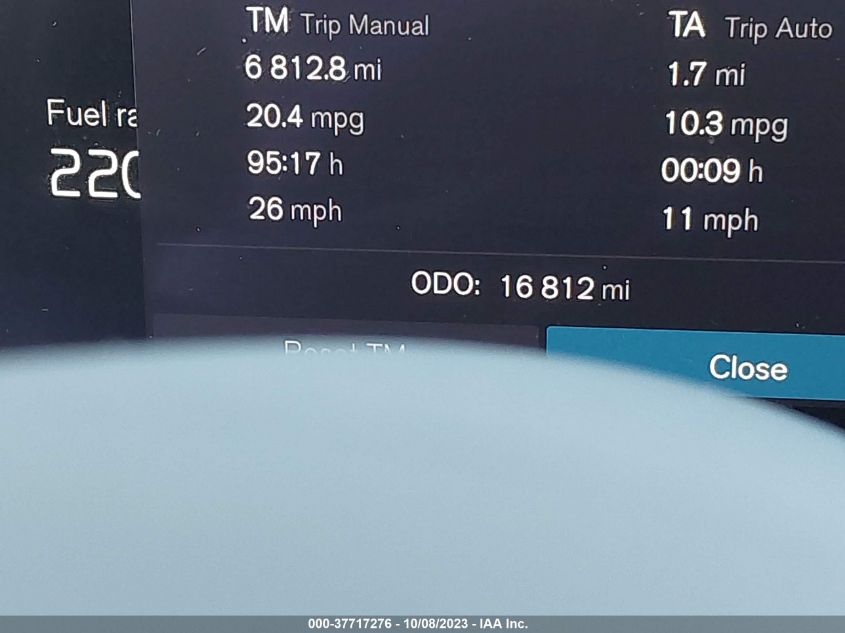 TM Trip Manual
6 812.8 mi
20.4 mpg
95:17 h
26 mph
TA Trip Auto
1.7 mi
10.3 mpg
00:09 h
11 mph
Fuel
ODO: 16 812 mi
Reset TM
Close
000-37717276 - 10/08/2023 - IAA Inc.